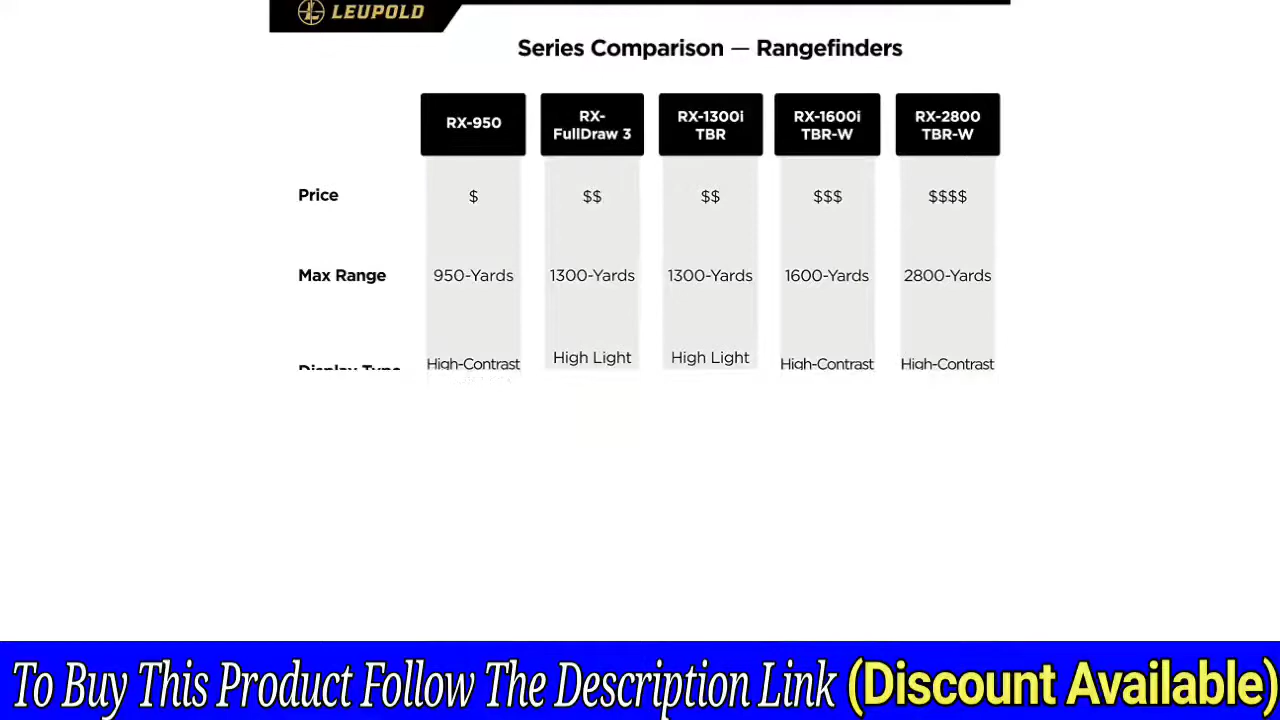 LEUPOLD
Series Comparison — Rangefinders
RX-950
RX-
FullDraw 3
RX-1300i
TBR
RX-1600i
TBR-W
RX-2800
TBR-W
Price
$
$$
$$
$$$
$$$$
Max Range
950-Yards
1300-Yards
1300-Yards
1600-Yards
2800-Yards
Display Type
High-Contrast
High Light
High Light
High-Contrast
High-Contrast
To Buy This Product Follow The Description Link (Discount Available)